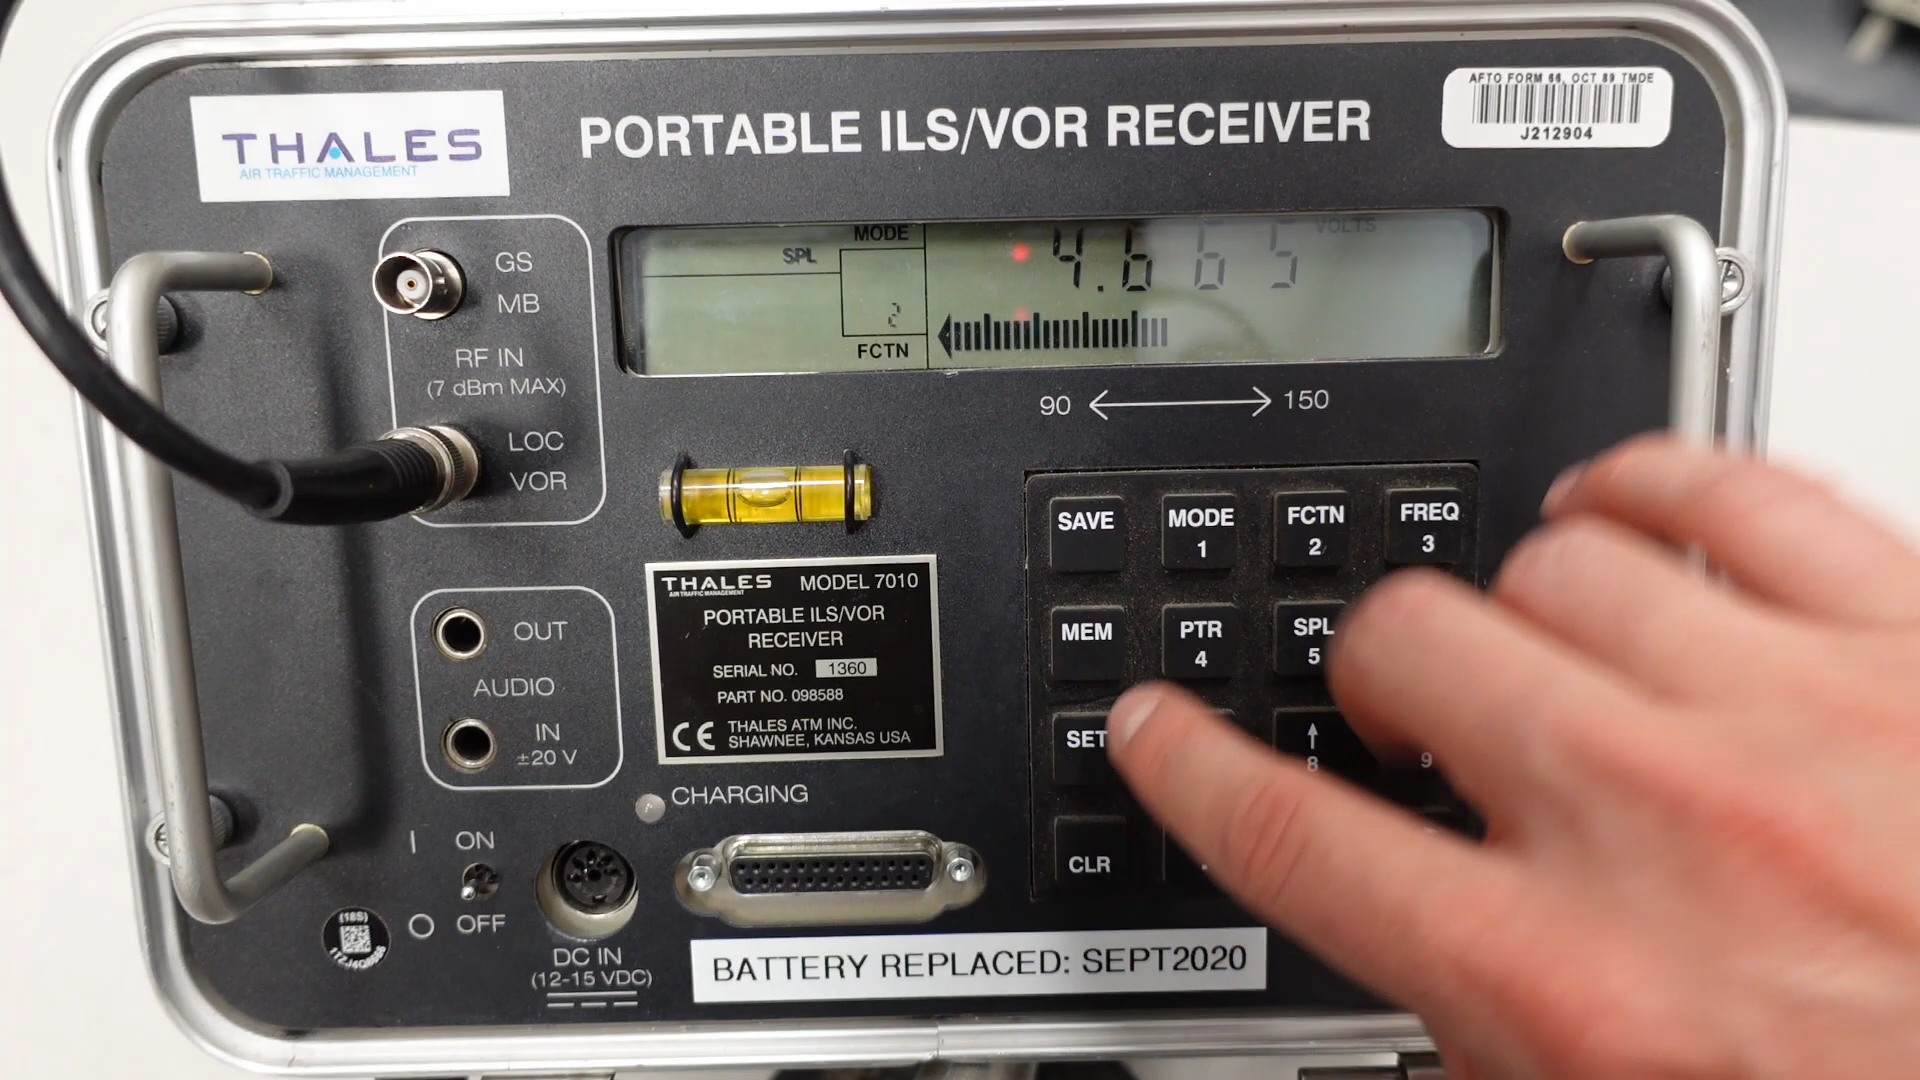 THALES
AIR TRAFFIC MANAGEMENT
PORTABLE ILS/VOR RECEIVER
AFTO FORM 66, OCT 89 TMDE
J212904
GS
MB
RF IN
(7 dBm MAX)
LOC
VOR
MODE
SPL
2
FCTN
4.665
VOLTS
90
150
SAVE
MODE
1
FCTN
2
FREQ
3
MEM
PTR
4
SPL
5
SET
8
9
CLR
OUT
AUDIO
IN
±20 V
THALES
AIR TRAFFIC MANAGEMENT
MODEL 7010
PORTABLE ILS/VOR
RECEIVER
SERIAL NO. 1360
PART NO. 098588
CE
THALES ATM INC.
SHAWNEE, KANSAS USA
CHARGING
I ON
O OFF
(18S)
DC IN
(12-15 VDC)
BATTERY REPLACED: SEPT2020